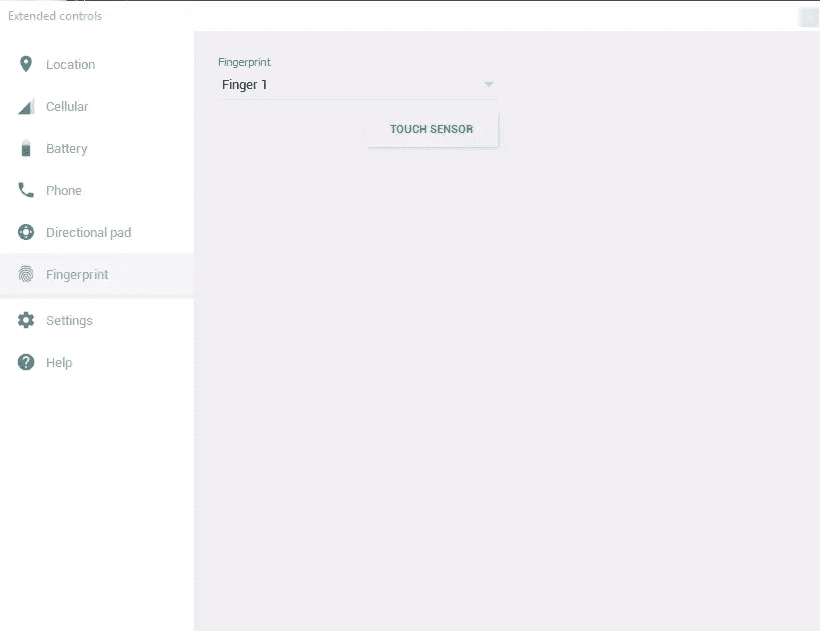 Extended controls
Location
Cellular
Battery
Phone
Directional pad
Fingerprint
Settings
Help
Fingerprint
Finger 1
TOUCH SENSOR